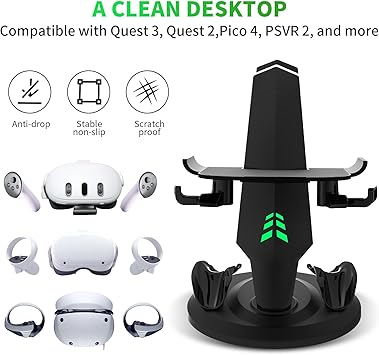 A CLEAN DESKTOP
Compatible with Quest 3, Quest 2,Pico 4, PSVR 2, and more
Anti-drop
Stable
non-slip
Scratch
proof